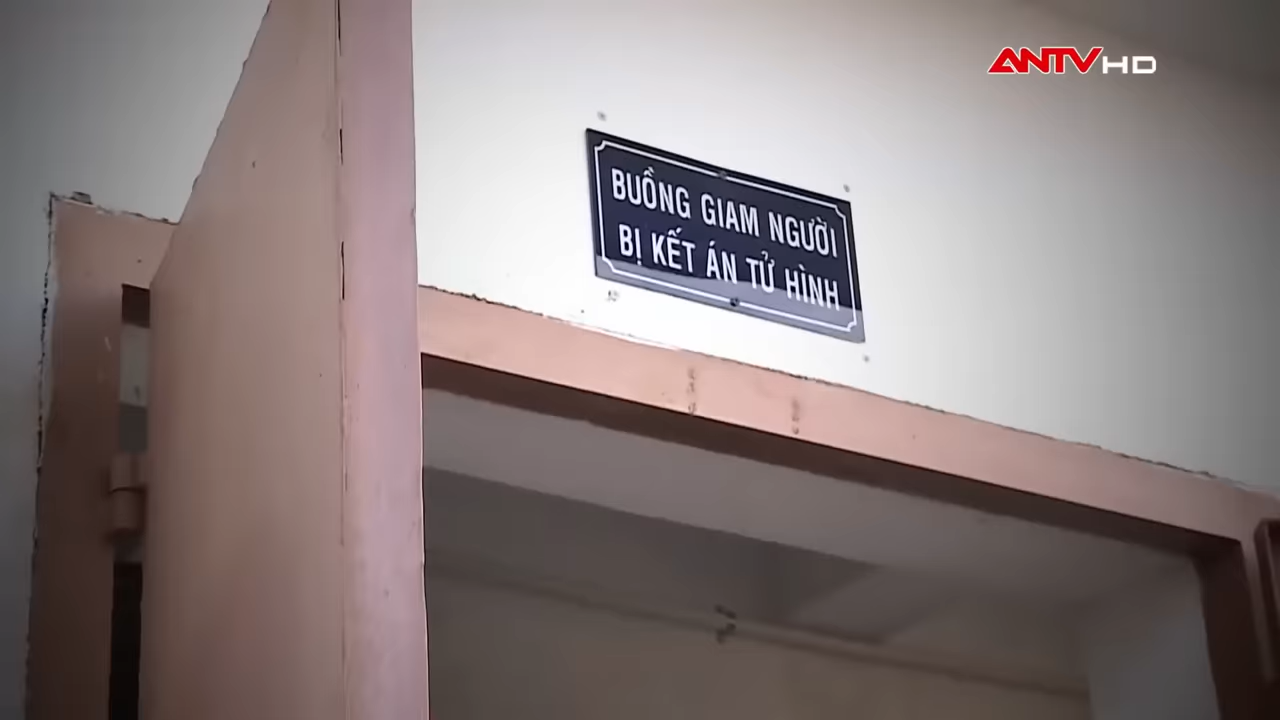 ANTV HD
BUỒNG GIAM NGƯỜI
BỊ KẾT ÁN TỬ HÌNH